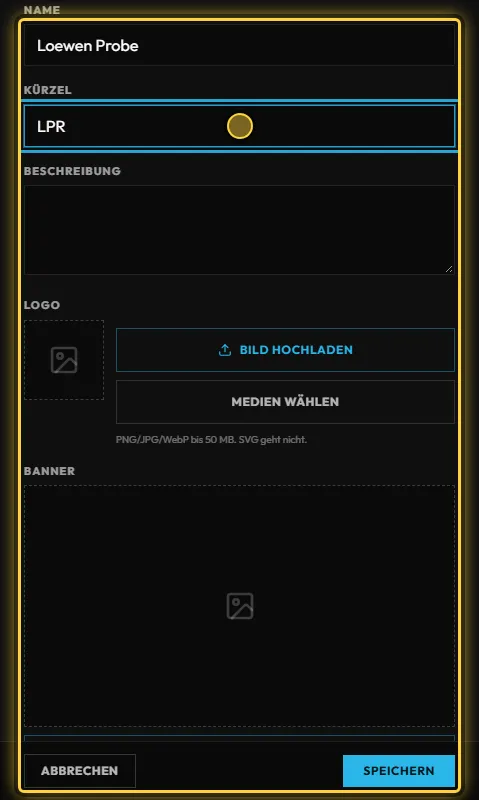 NAME
Loewen Probe
KÜRZEL
LPR
BESCHREIBUNG
LOGO
BILD HOCHLADEN
MEDIEN WÄHLEN
PNG/JPG/WebP bis 50 MB. SVG geht nicht.
BANNER
ABBRECHEN
SPEICHERN